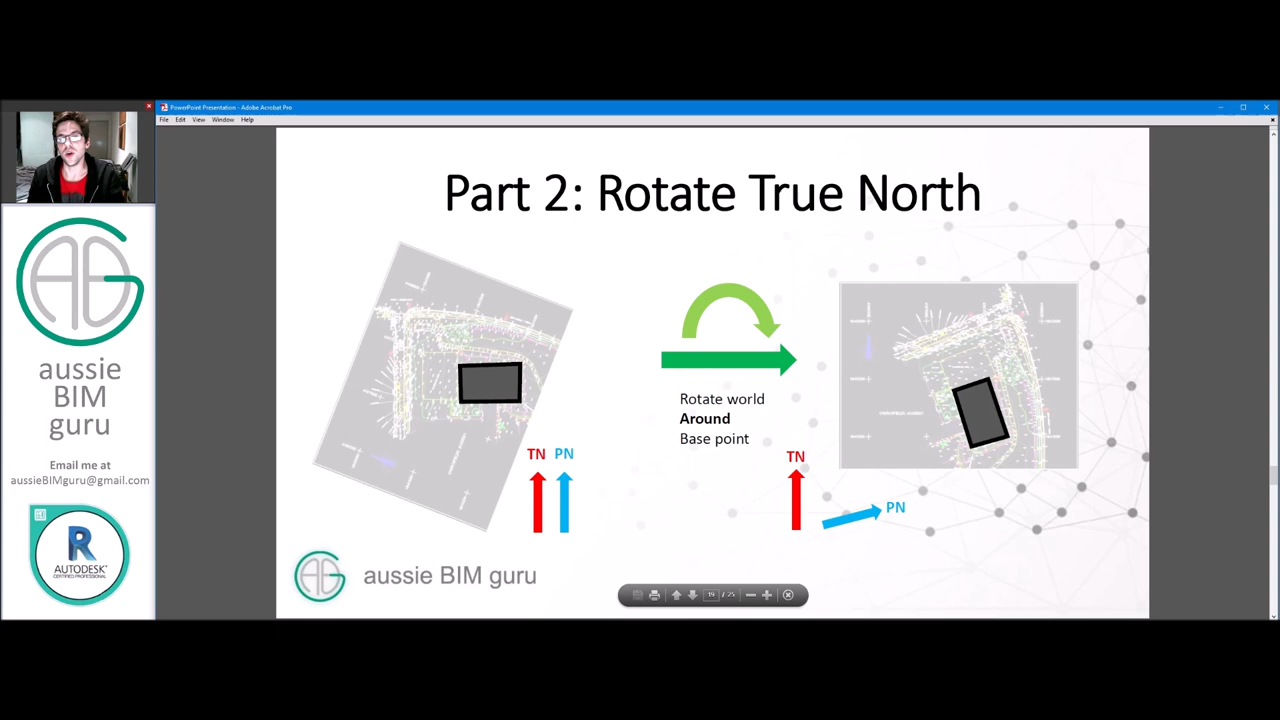 PowerPoint Presentation - Adobe Acrobat Pro
File Edit View Window Help
Part 2: Rotate True North
aussie
BIM
guru
Email me at
aussieBIMguru@gmail.com
R
AUTODESK
CERTIFIED PROFESSIONAL
TN PN
Rotate world
Around
Base point
TN
PN
aussie BIM guru
19 / 25